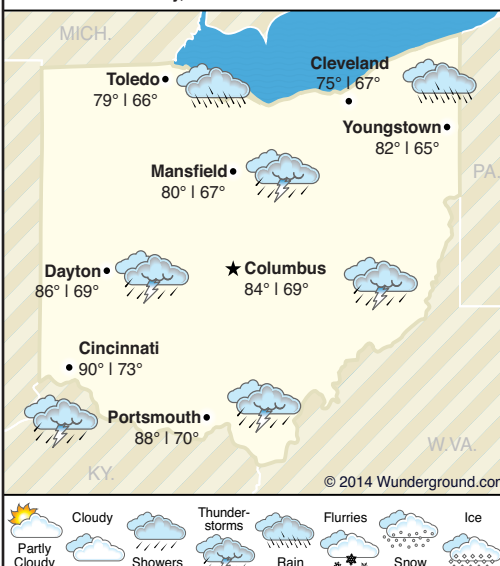 MICH.
Cleveland
75° | 67°
Toledo
79° | 66°
Youngstown
82° | 65°
Mansfield
80° | 67°
PA.
Dayton
86° | 69°
Columbus
84° | 69°
Cincinnati
90° | 73°
Portsmouth
88° | 70°
W.VA.
KY.
© 2014 Wunderground.com
Partly
Cloudy
Cloudy
Showers
Thunder-
storms
Rain
Flurries
Snow
Ice